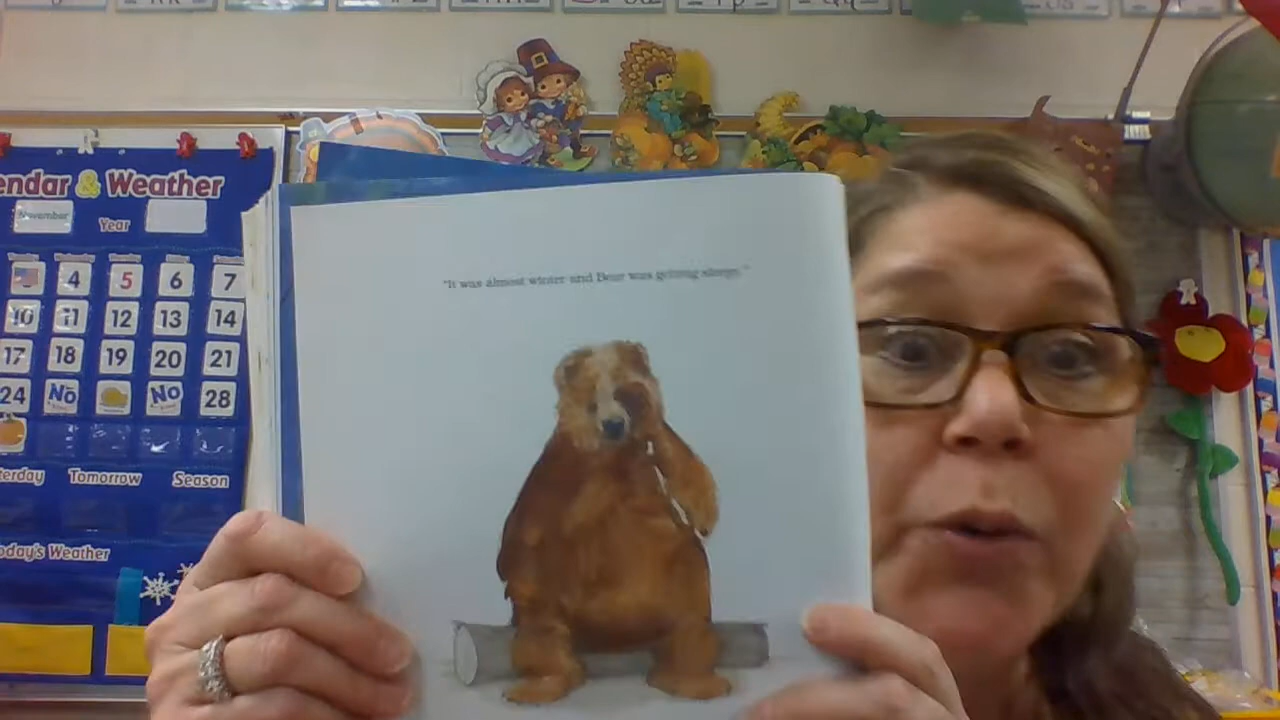 endar & Weather
November
Year
4 5 6 7
10 11 12 13 14
17 18 19 20 21
24 No No 28
terday Tomorrow Season
oday's Weather
"It was almost winter and Bear was getting sleepy."